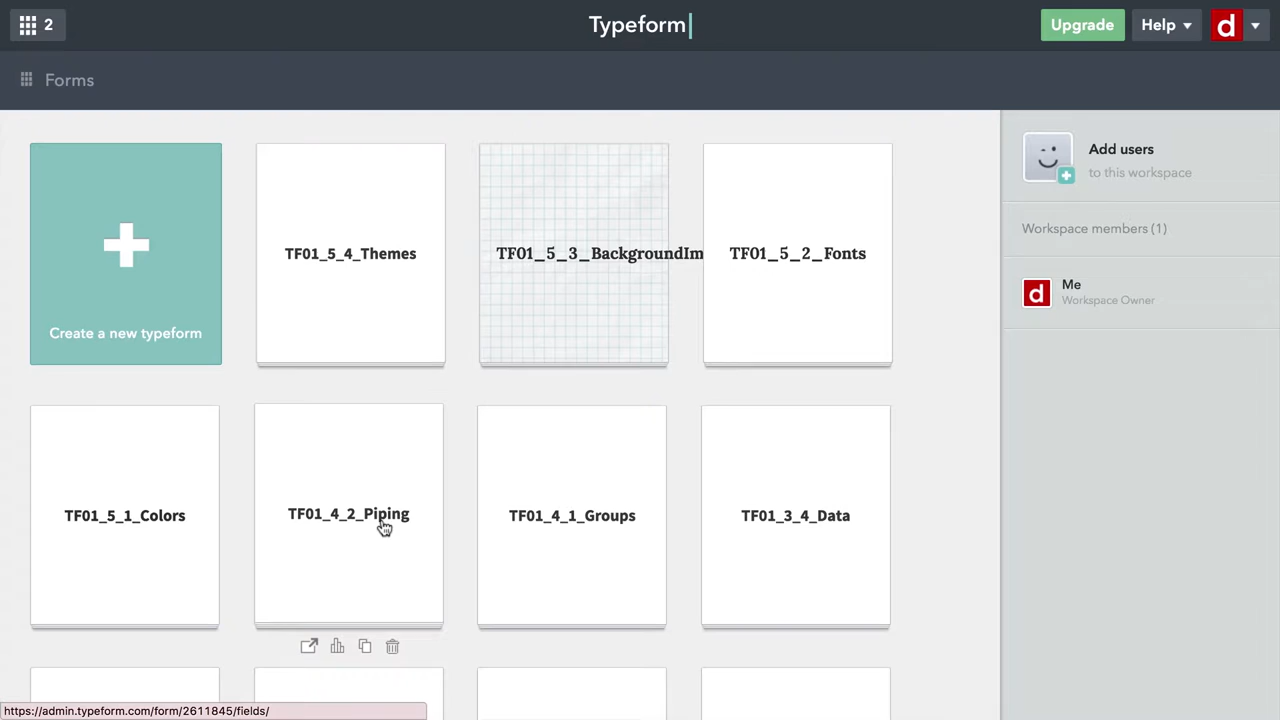 2
Typeform
Upgrade
Help
d
Forms
Create a new typeform
TF01_5_4_Themes
TF01_5_3_BackgroundIm
TF01_5_2_Fonts
TF01_5_1_Colors
TF01_4_2_Piping
TF01_4_1_Groups
TF01_3_4_Data
Add users
to this workspace
Workspace members (1)
d
Me
Workspace Owner
https://admin.typeform.com/form/2611845/fields/